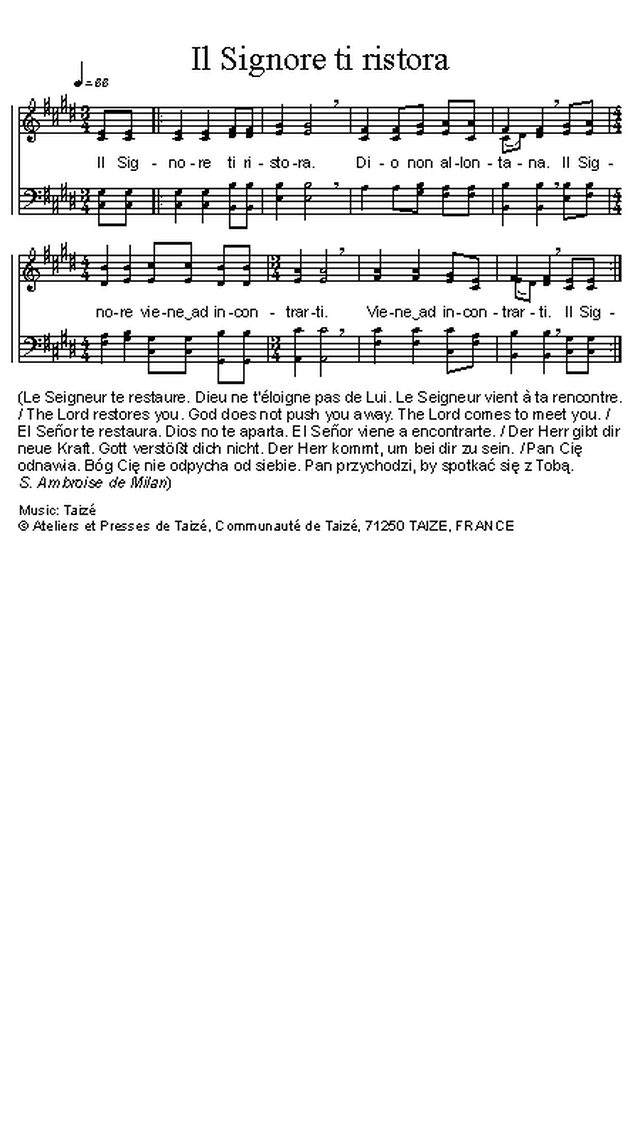 Il Signore ti ristora
♩=66
Il Sig - no - re ti ri - sto - ra. Di - o non al - lon - ta - na. Il Sig -
no - re vie - ne‿ad in - con - trar - ti. Vie - ne‿ad in - con - trar - ti. Il Sig -
(Le Seigneur te restaure. Dieu ne t'éloigne pas de Lui. Le Seigneur vient à ta rencontre.
/ The Lord restores you. God does not push you away. The Lord comes to meet you. /
El Señor te restaura. Dios no te aparta. El Señor viene a encontrarte. / Der Herr gibt dir
neue Kraft. Gott verstößt dich nicht. Der Herr kommt, um bei dir zu sein. / Pan Cię
odnawia. Bóg Cię nie odpycha od siebie. Pan przychodzi, by spotkać się z Tobą.
S. Ambroise de Milan)
Music: Taizé
© Ateliers et Presses de Taizé, Communauté de Taizé, 71250 TAIZE, FRANCE